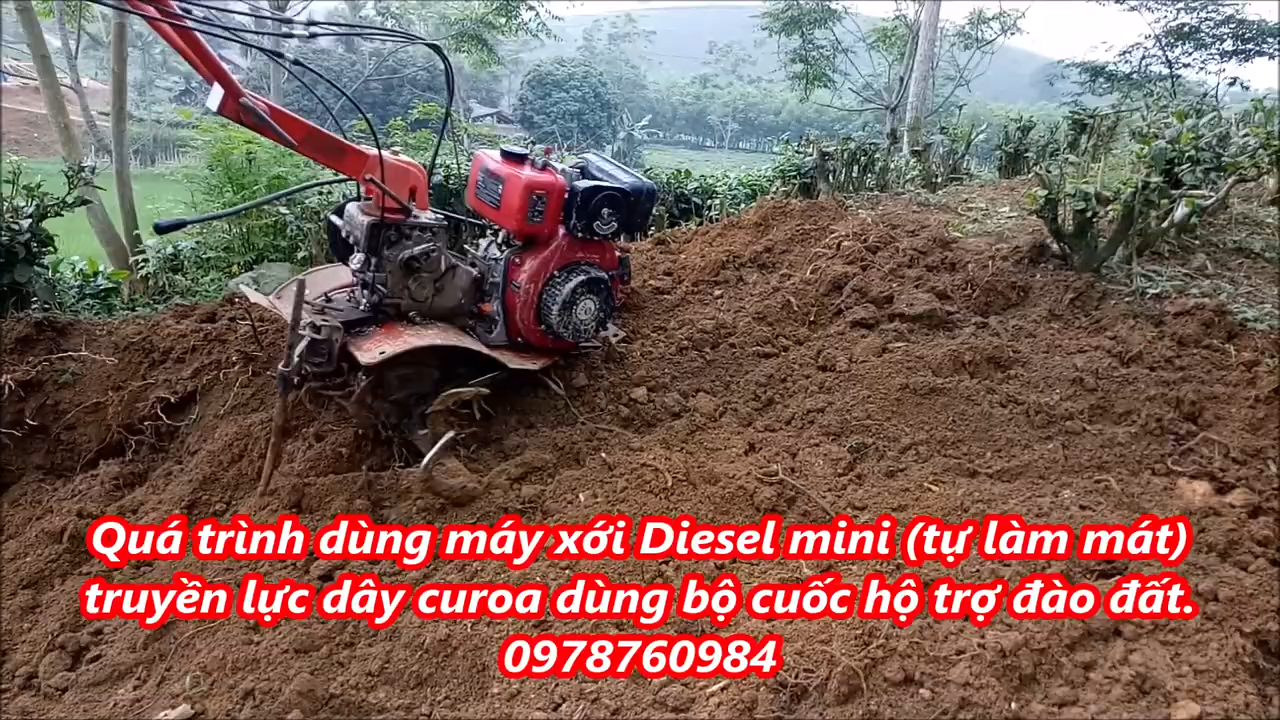 Quá trình dùng máy xới Diesel mini (tự làm mát)
truyền lực dây curoa dùng bộ cuốc hộ trợ đào đất.
0978760984